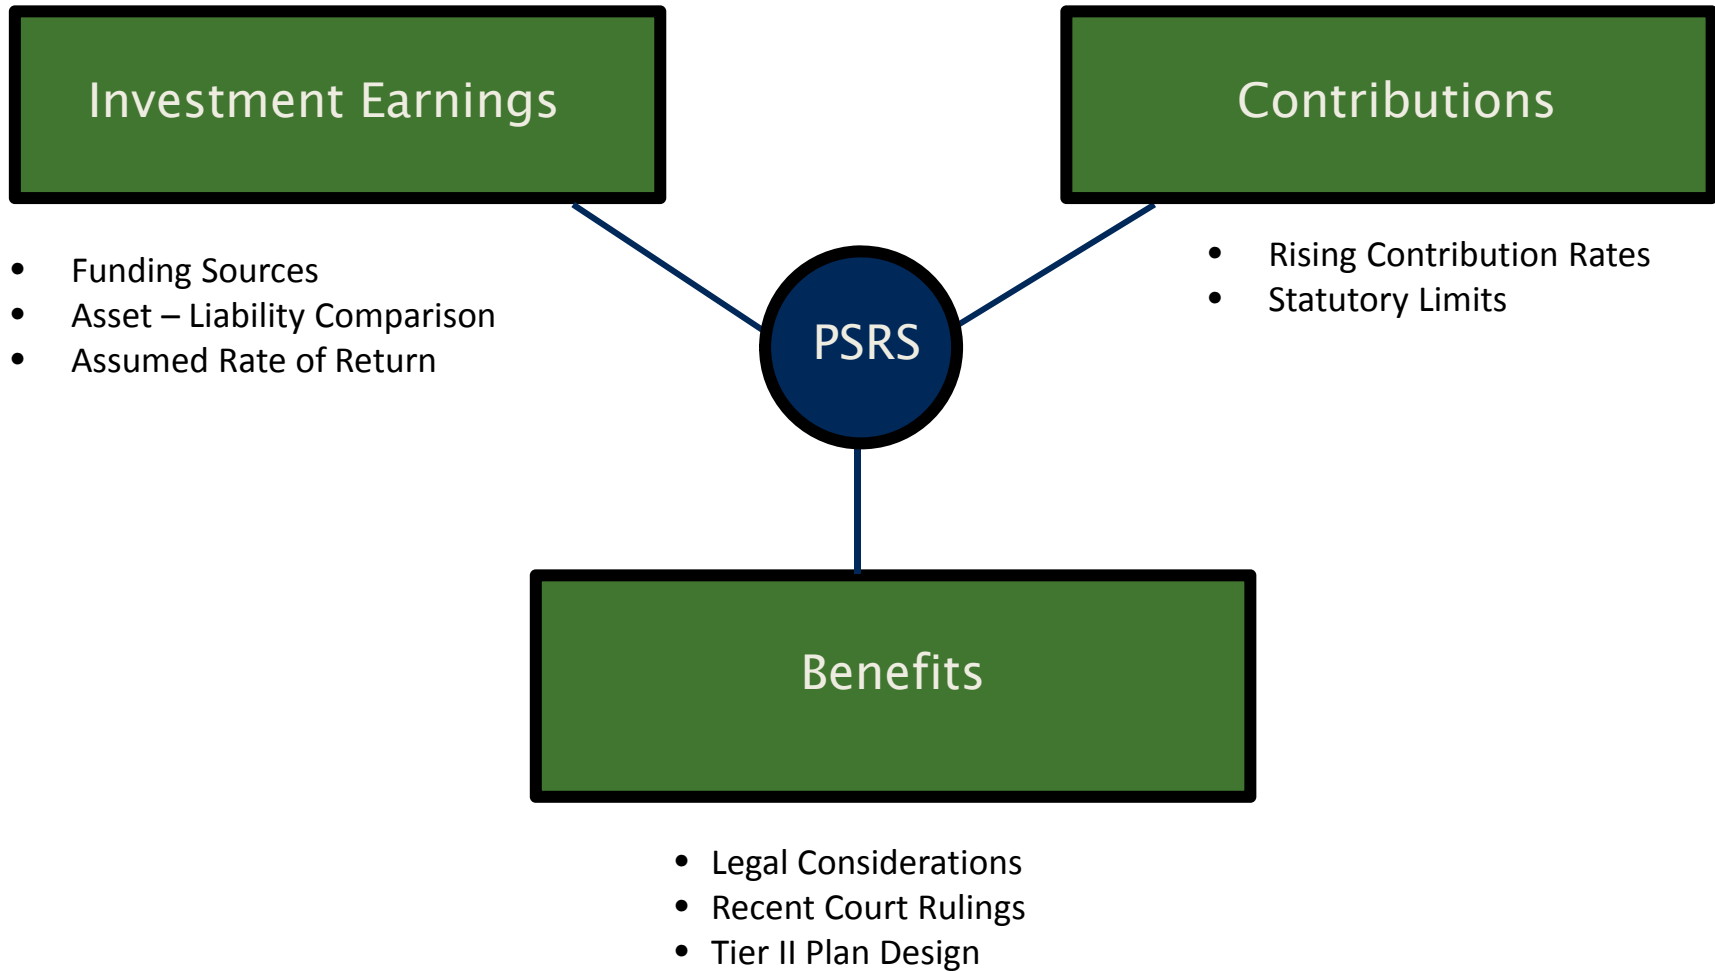 Investment Earnings
Contributions
• Funding Sources
• Asset – Liability Comparison
• Assumed Rate of Return
• Rising Contribution Rates
• Statutory Limits
PSRS
Benefits
• Legal Considerations
• Recent Court Rulings
• Tier II Plan Design